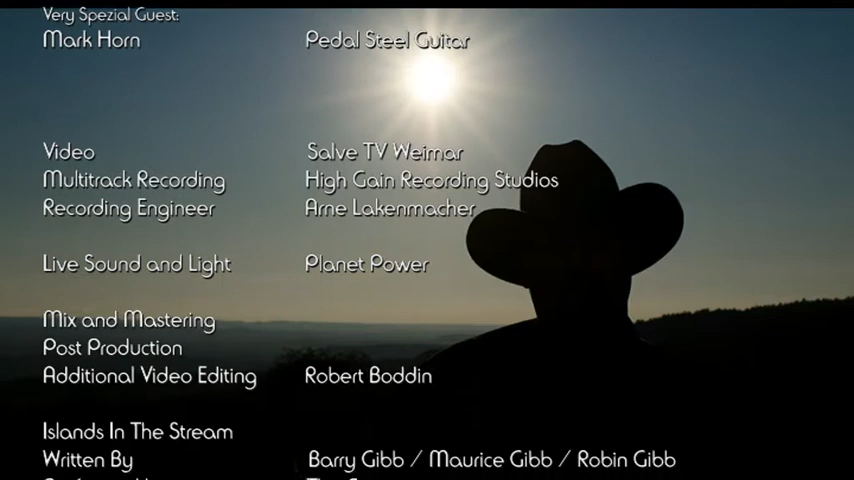 Very Spezial Guest:
Mark Horn Pedal Steel Guitar
Video Salve TV Weimar
Multitrack Recording High Gain Recording Studios
Recording Engineer Arne Lakenmacher
Live Sound and Light Planet Power
Mix and Mastering
Post Production
Additional Video Editing Robert Boddin
Islands In The Stream
Written By Barry Gibb / Maurice Gibb / Robin Gibb